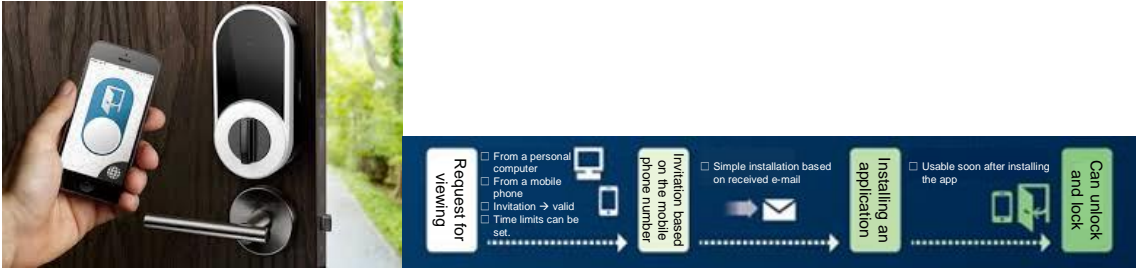 Request for
viewing
☐ From a personal
computer
☐ From a mobile
phone
☐ Invitation → valid
☐ Time limits can be
set.
Invitation based
on the mobile
phone number
☐ Simple installation based
on received e-mail
Installing an
application
☐ Usable soon after installing
the app
Can unlock
and lock